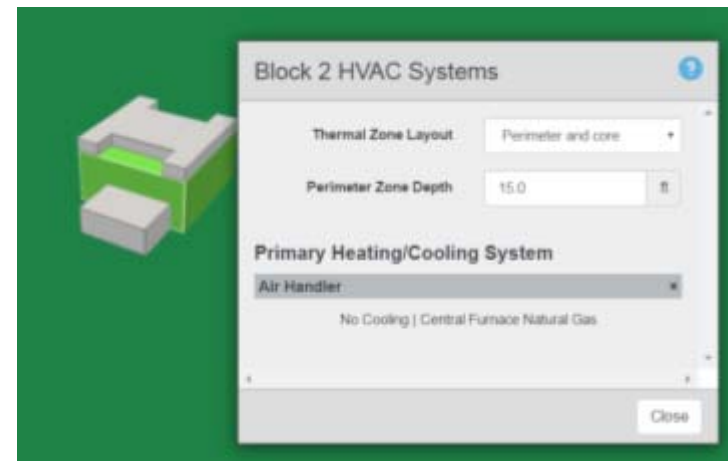 Block 2 HVAC Systems ?
Thermal Zone Layout Perimeter and core
Perimeter Zone Depth 15.0 ft
Primary Heating/Cooling System
Air Handler ×
No Cooling | Central Furnace Natural Gas
Close